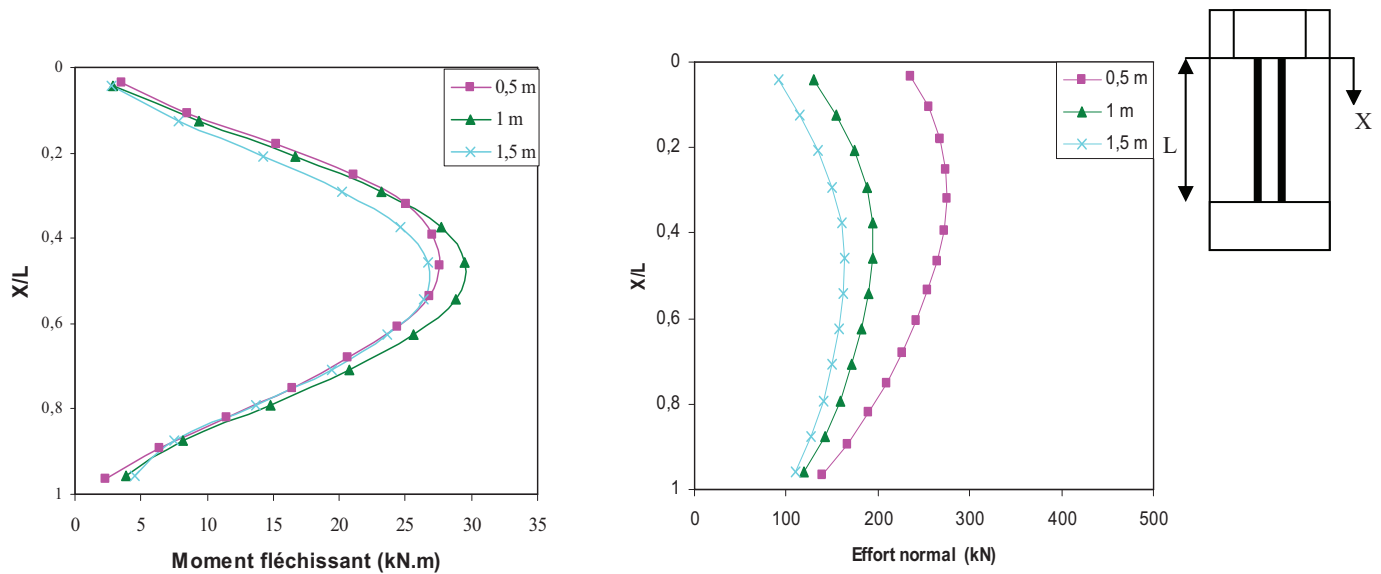 0
0,2
0,4
0,6
0,8
1
X/L
0 5 10 15 20 25 30 35
Moment fléchissant (kN.m)
0,5 m
1 m
1,5 m
0
0,2
0,4
0,6
0,8
1
X/L
0 100 200 300 400 500
Effort normal (kN)
0,5 m
1 m
1,5 m
L
X